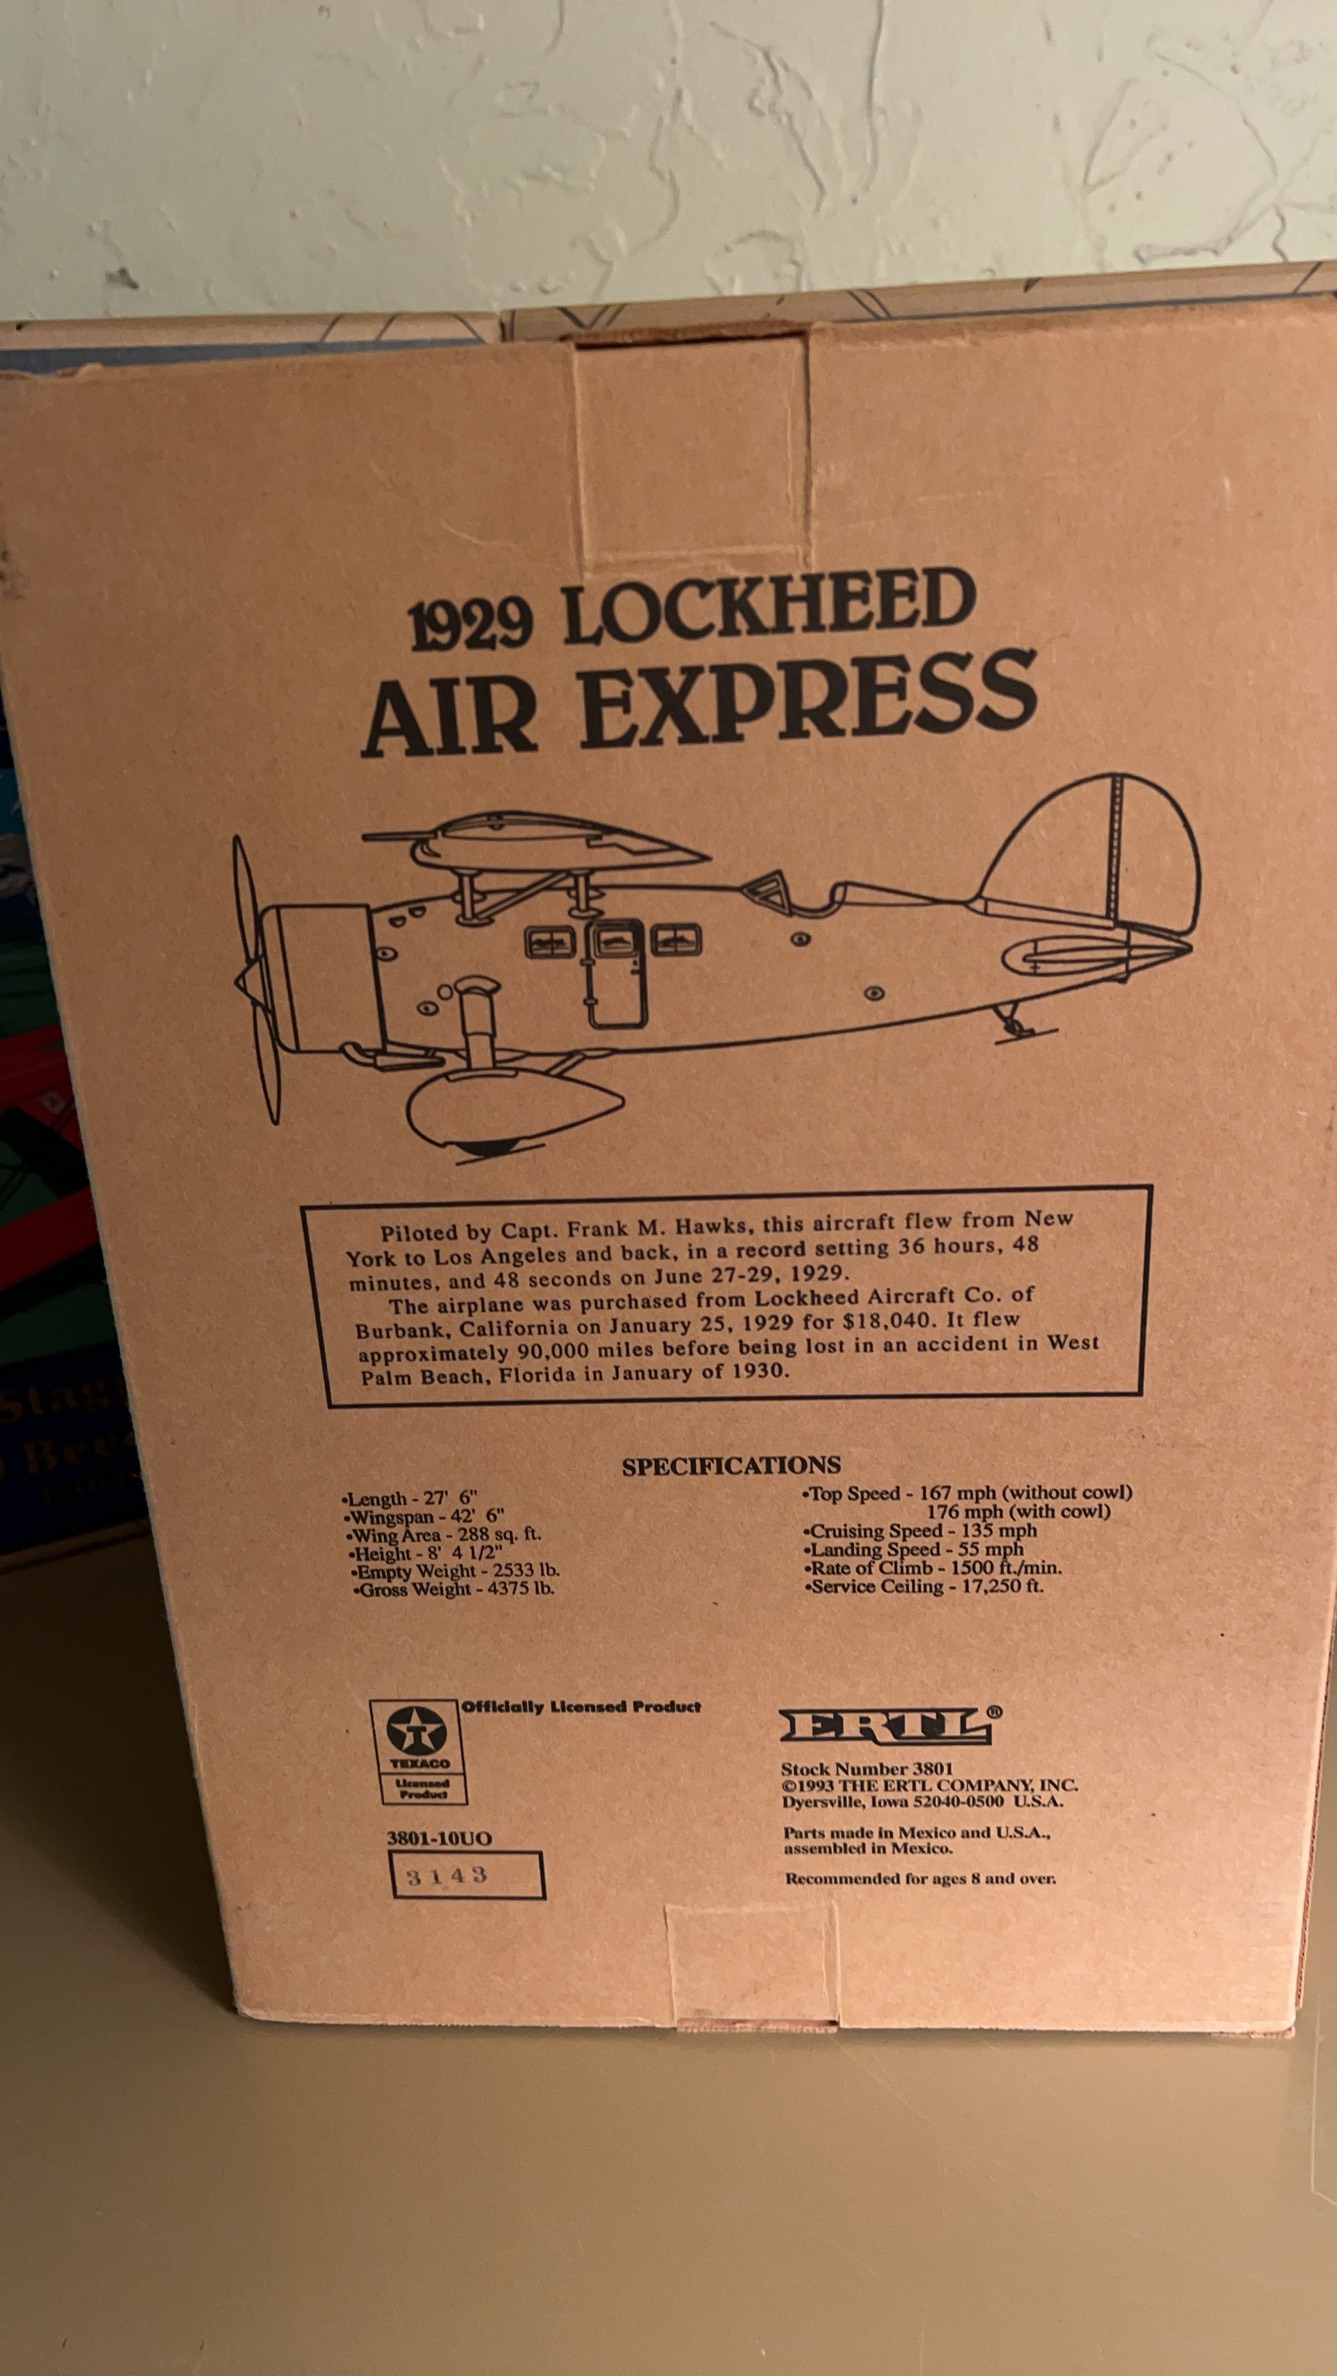 1929 LOCKHEED
AIR EXPRESS
Piloted by Capt. Frank M. Hawks, this aircraft flew from New
York to Los Angeles and back, in a record setting 36 hours, 48
minutes, and 48 seconds on June 27-29, 1929.
The airplane was purchased from Lockheed Aircraft Co. of
Burbank, California on January 25, 1929 for $18,040. It flew
approximately 90,000 miles before being lost in an accident in West
Palm Beach, Florida in January of 1930.
SPECIFICATIONS
•Length - 27' 6"
•Wingspan - 42' 6"
•Wing Area - 288 sq. ft.
•Height - 8' 4 1/2"
•Empty Weight - 2533 lb.
•Gross Weight - 4375 lb.
•Top Speed - 167 mph (without cowl)
176 mph (with cowl)
•Cruising Speed - 135 mph
•Landing Speed - 55 mph
•Rate of Climb - 1500 ft./min.
•Service Ceiling - 17,250 ft.
Officially Licensed Product
T
TEXACO
Licensed
Product
3801-10UO
3143
ERTL®
Stock Number 3801
©1993 THE ERTL COMPANY, INC.
Dyersville, Iowa 52040-0500 U.S.A.
Parts made in Mexico and U.S.A.,
assembled in Mexico.
Recommended for ages 8 and over.